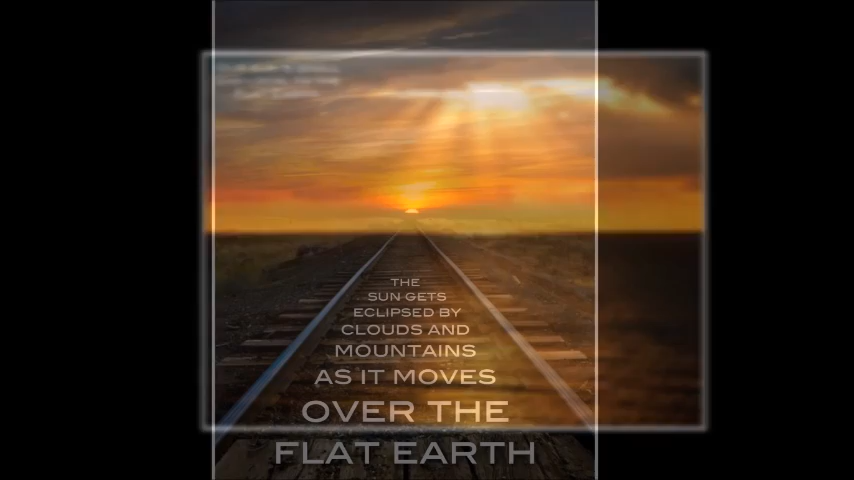 THE
SUN GETS
ECLIPSED BY
CLOUDS AND
MOUNTAINS
AS IT MOVES
OVER THE
FLAT EARTH